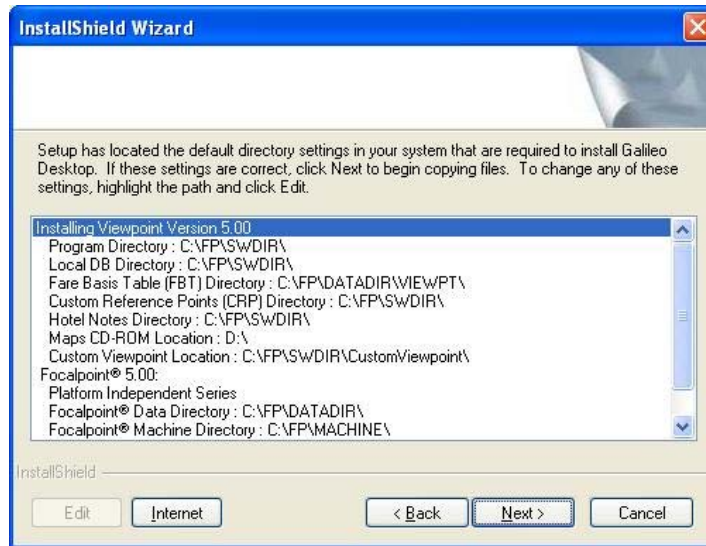 InstallShield Wizard
Setup has located the default directory settings in your system that are required to install Galileo
Desktop. If these settings are correct, click Next to begin copying files. To change any of these
settings, highlight the path and click Edit.
Installing Viewpoint Version 5.00
Program Directory : C:\FP\SWDIR\
Local DB Directory : C:\FP\SWDIR\
Fare Basis Table (FBT) Directory : C:\FP\DATADIR\VIEWPT\
Custom Reference Points (CRP) Directory : C:\FP\SWDIR\
Hotel Notes Directory : C:\FP\SWDIR\
Maps CD-ROM Location : D:\
Custom Viewpoint Location : C:\FP\SWDIR\CustomViewpoint\
Focalpoint® 5.00:
Platform Independent Series
Focalpoint® Data Directory : C:\FP\DATADIR\
Focalpoint® Machine Directory : C:\FP\MACHINE\
InstallShield
Edit Internet < Back Next > Cancel